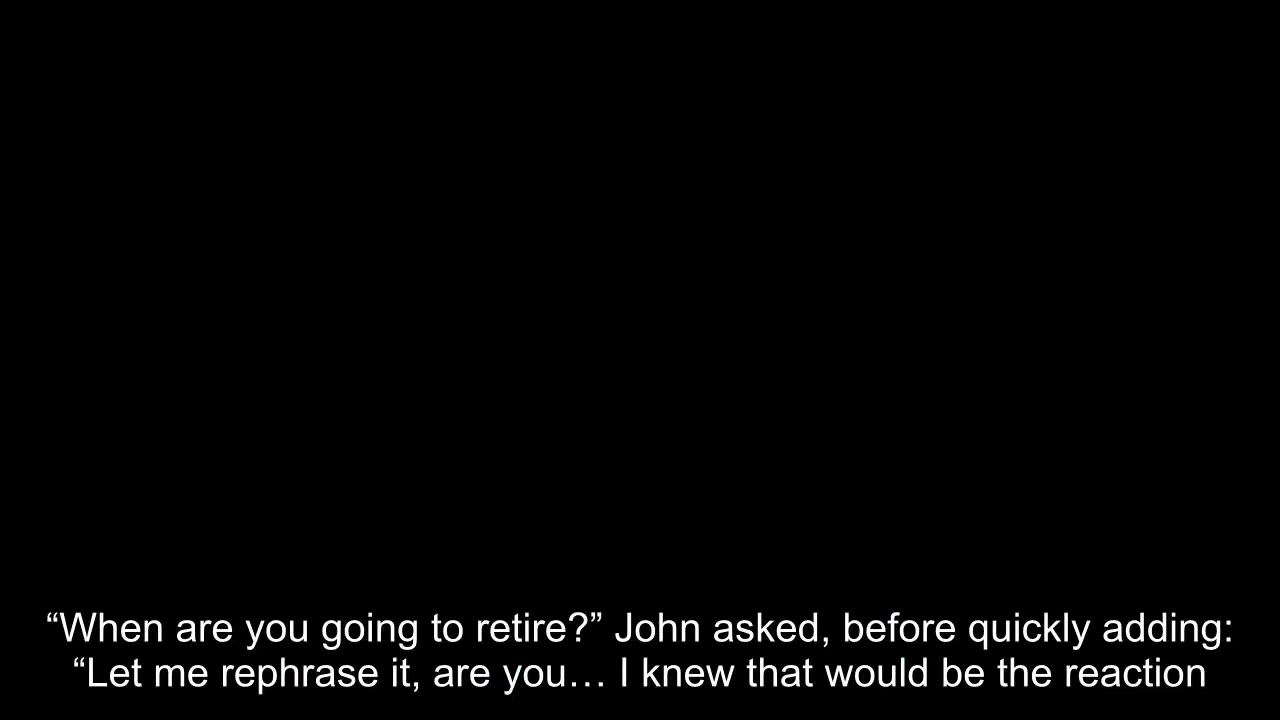 “When are you going to retire?” John asked, before quickly adding:
“Let me rephrase it, are you… I knew that would be the reaction